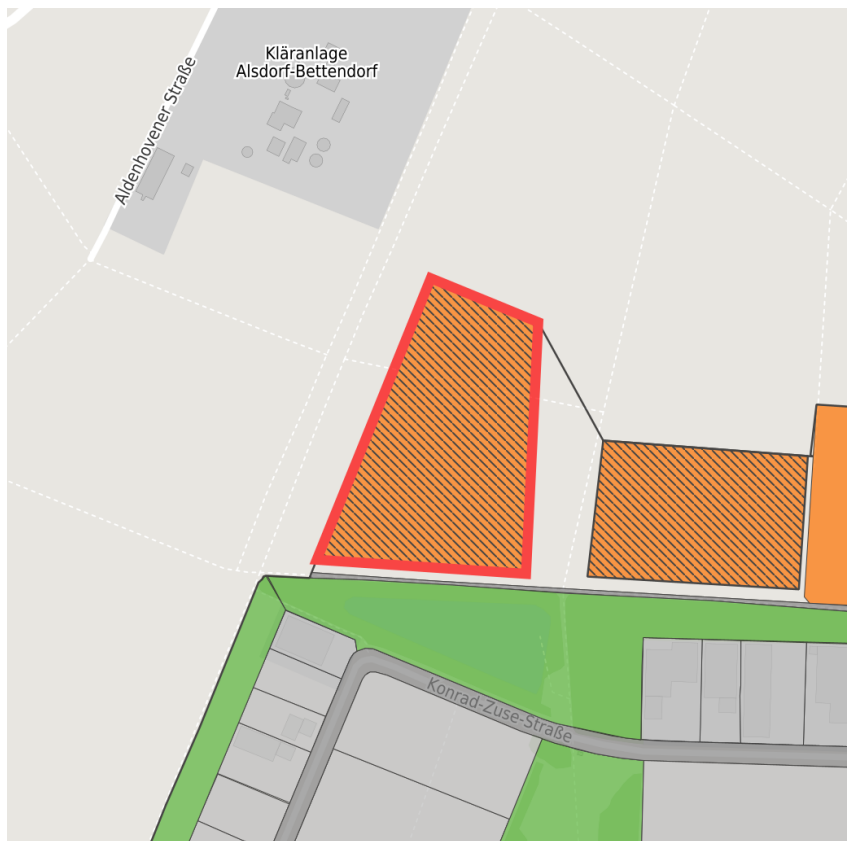 Kläranlage
Alsdorf-Bettendorf
Aldenhovener Straße
Konrad-Zuse-Straße